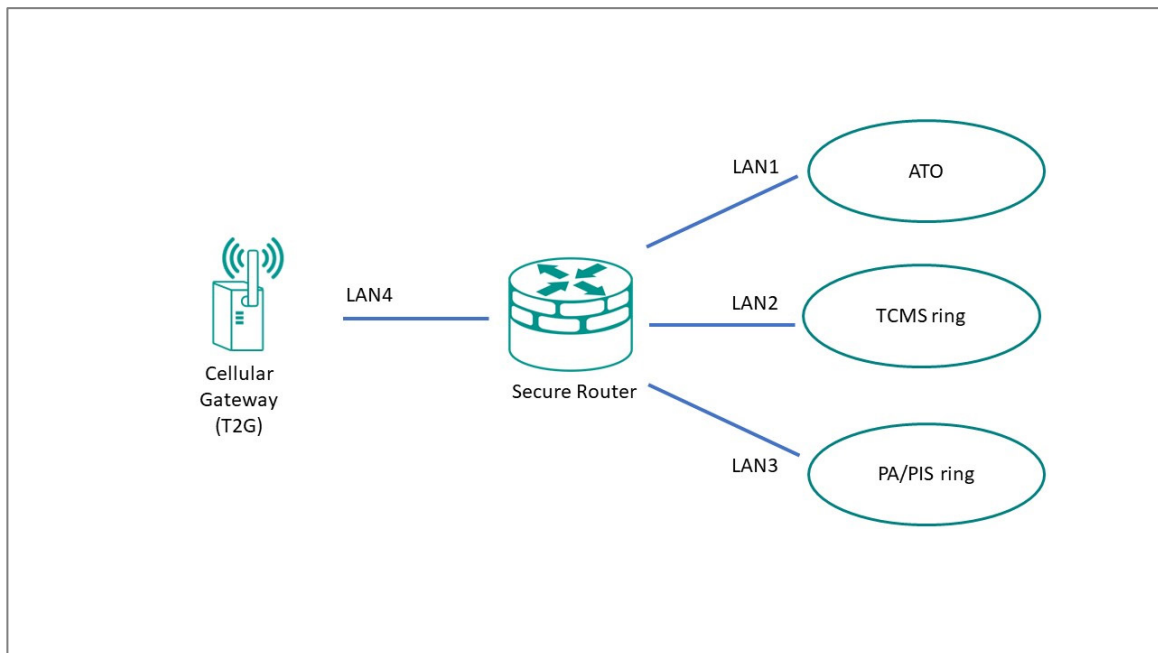 LAN1
ATO
LAN4
LAN2
TCMS ring
Cellular
Gateway
(T2G)
Secure Router
LAN3
PA/PIS ring